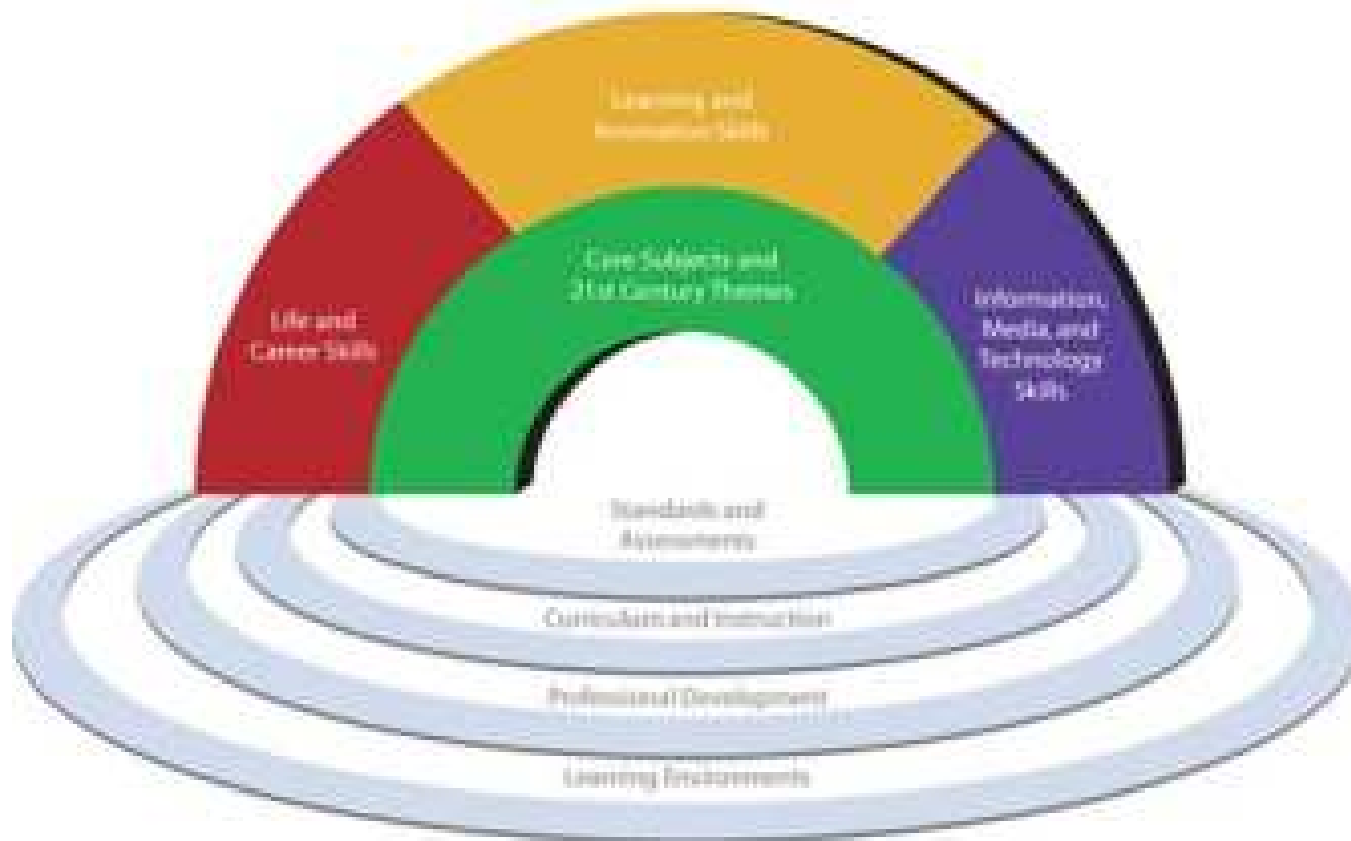 Learning and
Innovation Skills
Core Subjects and
21st Century Themes
Life and
Career Skills
Information,
Media, and
Technology
Skills
Standards and
Assessments
Curriculum and Instruction
Professional Development
Learning Environments